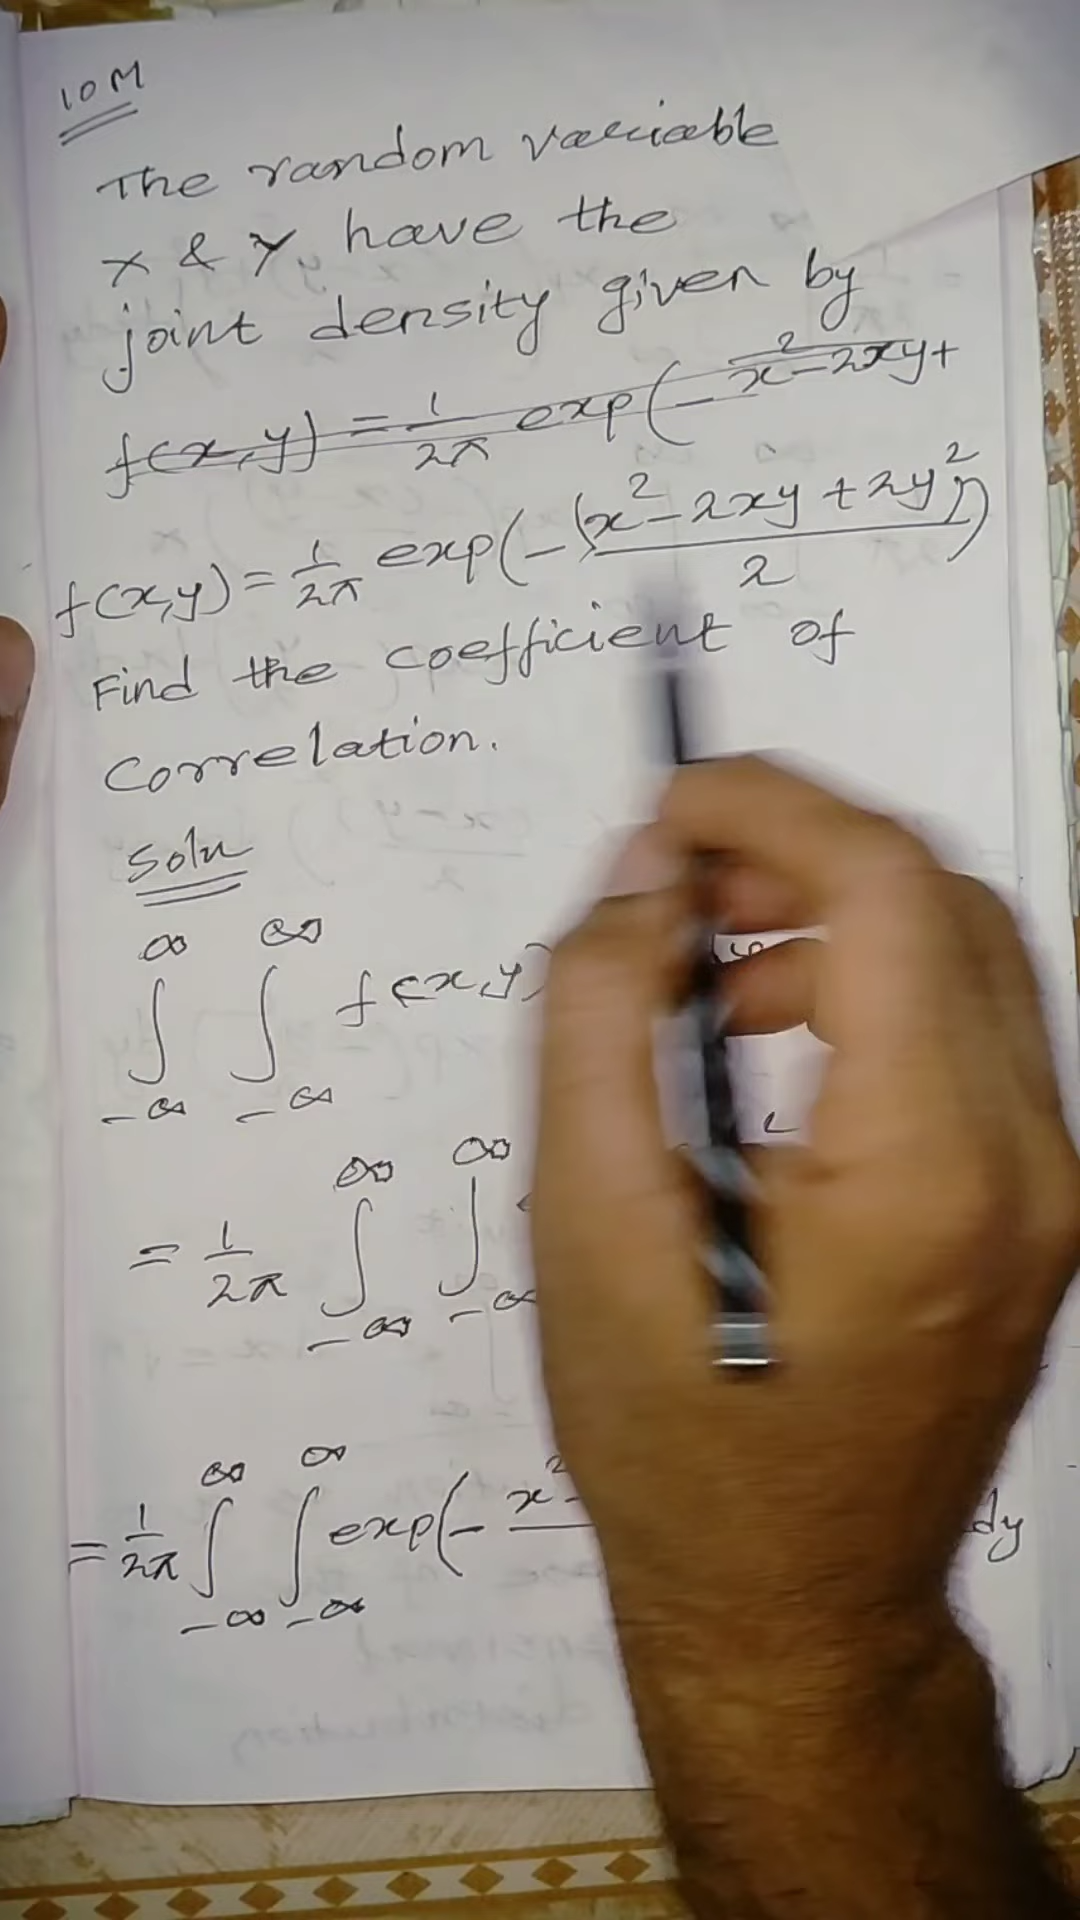 10M
The random variable
X & Y, have the
joint density given by
f(x,y) = 1/2π exp(- x²-2xy+
f(x,y) = 1/2π exp(-(x²-2xy+2y²)/2)
Find the coefficient of
correlation.
Soln
∫_{-∞}^{∞} ∫_{-∞}^{∞} f(x,y)
= 1/2π ∫_{-∞}^{∞} ∫_{-∞}^{∞}
= 1/2π ∫_{-∞}^{∞} ∫_{-∞}^{∞} exp(- x² dy